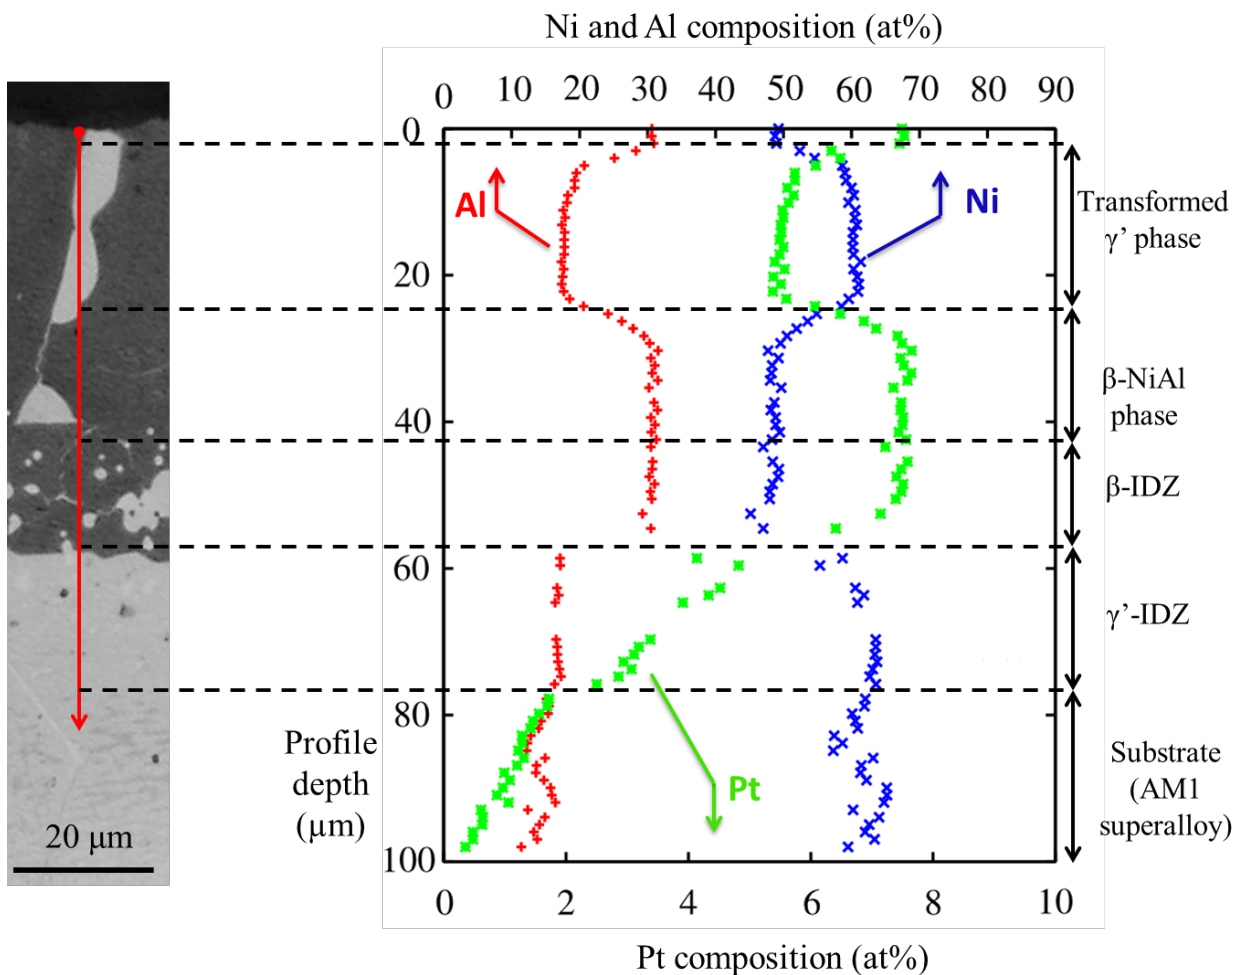 Ni and Al composition (at%)
0 10 20 30 40 50 60 70 80 90
0
20
40
60
80
100
Al
Ni
Pt
Transformed
γ’ phase
β-NiAl
phase
β-IDZ
γ’-IDZ
Substrate
(AM1
superalloy)
Profile
depth
(µm)
20 µm
0 2 4 6 8 10
Pt composition (at%)